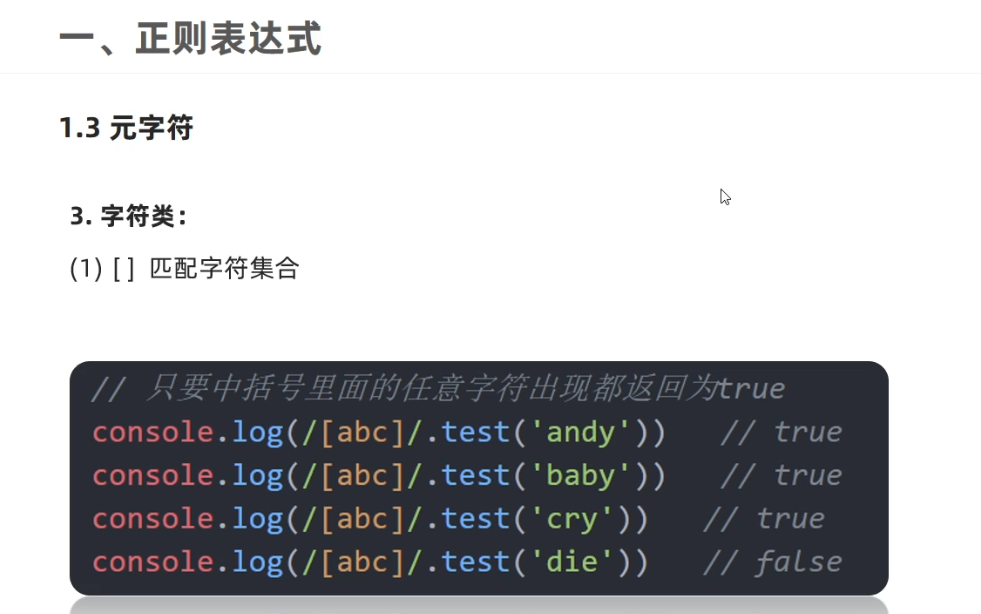 一、正则表达式
1.3 元字符
3. 字符类：
(1) [ ] 匹配字符集合
// 只要中括号里面的任意字符出现都返回为true
console.log(/[abc]/.test('andy'))   // true
console.log(/[abc]/.test('baby'))   // true
console.log(/[abc]/.test('cry'))   // true
console.log(/[abc]/.test('die'))   // false